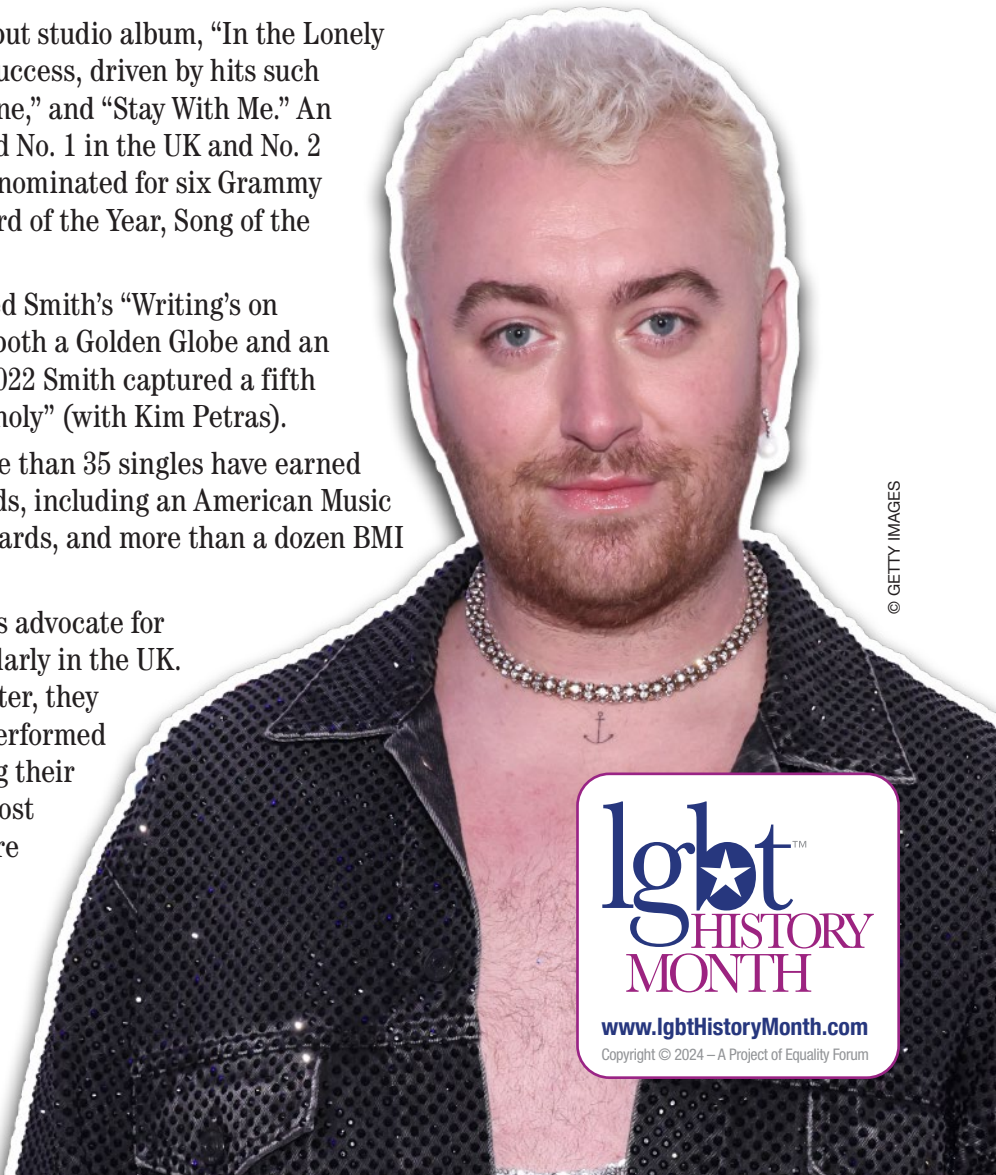 out studio album, “In the Lonely
uccess, driven by hits such
ne,” and “Stay With Me.” An
d No. 1 in the UK and No. 2
nominated for six Grammy
rd of the Year, Song of the
ed Smith’s “Writing’s on
both a Golden Globe and an
022 Smith captured a fifth
holy” (with Kim Petras).
e than 35 singles have earned
ds, including an American Music
ards, and more than a dozen BMI
s advocate for
larly in the UK.
ter, they
erformed
g their
ost
re
© GETTY IMAGES
lgbt™
HISTORY
MONTH
www.lgbtHistoryMonth.com
Copyright © 2024 – A Project of Equality Forum